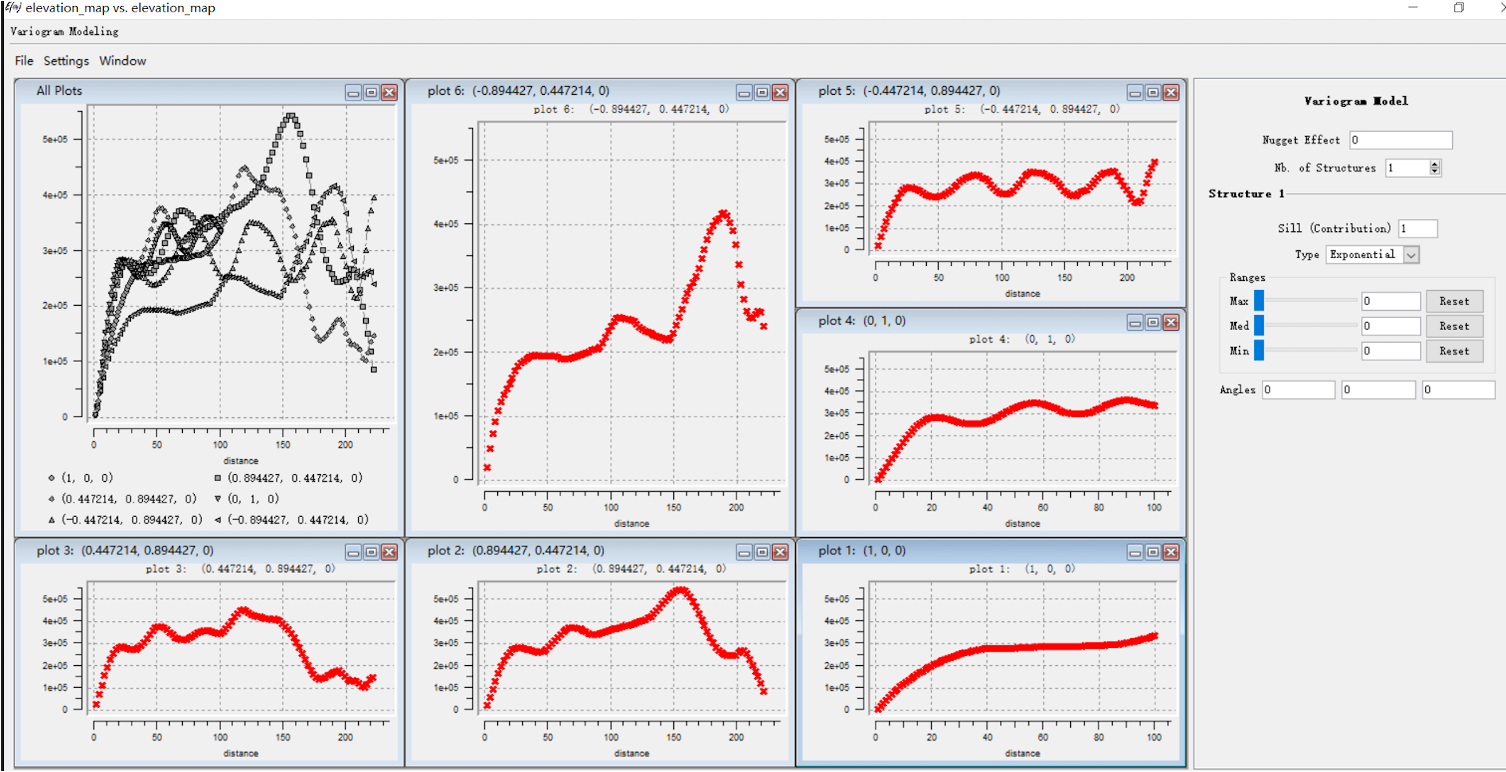 elevation_map vs. elevation_map
Variogram Modeling
File Settings Window
All Plots
5e+05
4e+05
3e+05
2e+05
1e+05
0
0 50 100 150 200
distance
(1, 0, 0) (0.894427, 0.447214, 0)
(0.447214, 0.894427, 0) (0, 1, 0)
(-0.447214, 0.894427, 0) (-0.894427, 0.447214, 0)
plot 6: (-0.894427, 0.447214, 0)
plot 6: (-0.894427, 0.447214, 0)
5e+05
4e+05
3e+05
2e+05
1e+05
0
0 50 100 150 200
distance
plot 5: (-0.447214, 0.894427, 0)
plot 5: (-0.447214, 0.894427, 0)
5e+05
4e+05
3e+05
2e+05
1e+05
0
0 50 100 150 200
distance
plot 4: (0, 1, 0)
plot 4: (0, 1, 0)
5e+05
4e+05
3e+05
2e+05
1e+05
0
0 20 40 60 80 100
distance
plot 3: (0.447214, 0.894427, 0)
plot 3: (0.447214, 0.894427, 0)
5e+05
4e+05
3e+05
2e+05
1e+05
0
0 50 100 150 200
distance
plot 2: (0.894427, 0.447214, 0)
plot 2: (0.894427, 0.447214, 0)
5e+05
4e+05
3e+05
2e+05
1e+05
0
0 50 100 150 200
distance
plot 1: (1, 0, 0)
plot 1: (1, 0, 0)
5e+05
4e+05
3e+05
2e+05
1e+05
0
0 20 40 60 80 100
distance
Variogram Model
Nugget Effect 0
Nb. of Structures 1
Structure 1
Sill (Contribution) 1
Type Exponential
Ranges
Max 0 Reset
Med 0 Reset
Min 0 Reset
Angles 0 0 0